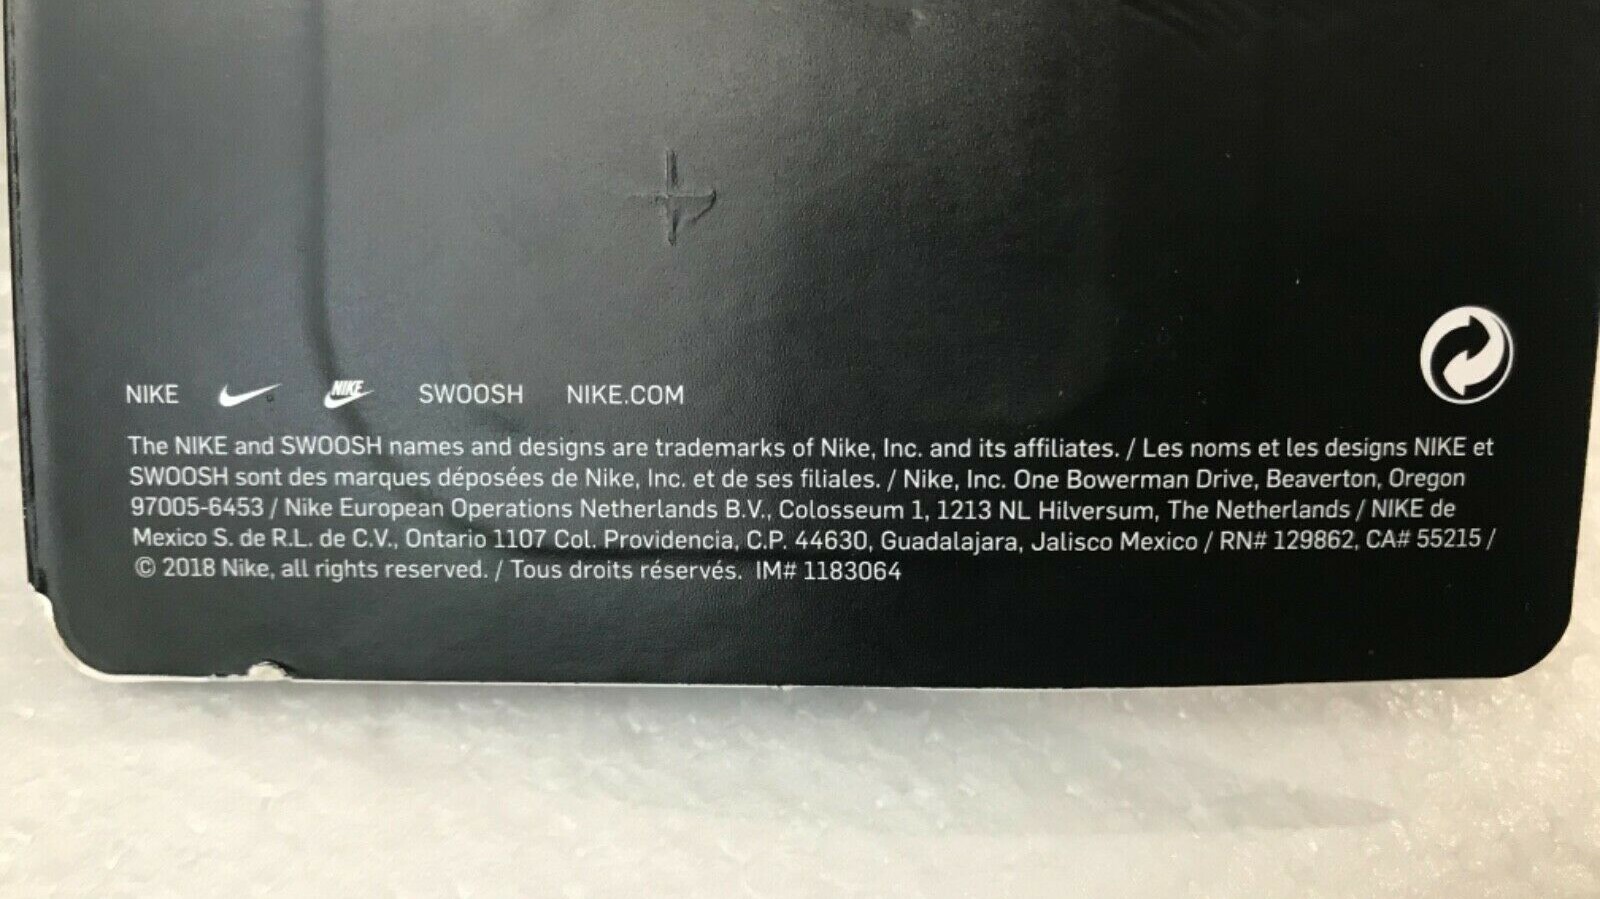 NIKE NIKE SWOOSH NIKE.COM
The NIKE and SWOOSH names and designs are trademarks of Nike, Inc. and its affiliates. / Les noms et les designs NIKE et
SWOOSH sont des marques déposées de Nike, Inc. et de ses filiales. / Nike, Inc. One Bowerman Drive, Beaverton, Oregon
97005-6453 / Nike European Operations Netherlands B.V., Colosseum 1, 1213 NL Hilversum, The Netherlands / NIKE de
Mexico S. de R.L. de C.V., Ontario 1107 Col. Providencia, C.P. 44630, Guadalajara, Jalisco Mexico / RN# 129862, CA# 55215 /
© 2018 Nike, all rights reserved. / Tous droits réservés. IM# 1183064